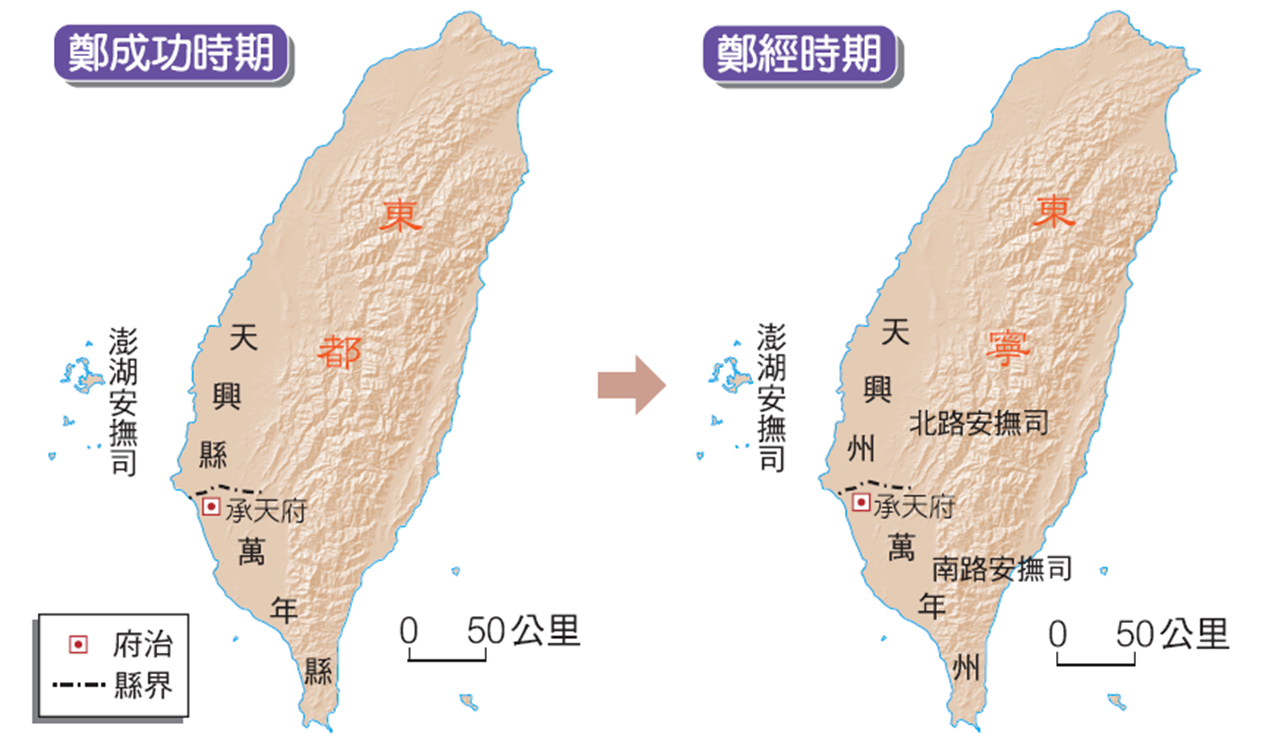 鄭成功時期
東都
天興縣
澎湖安撫司
承天府
萬年縣
0 50公里
府治
縣界
鄭經時期
東寧
天興州
澎湖安撫司
北路安撫司
承天府
萬年州
南路安撫司
0 50公里